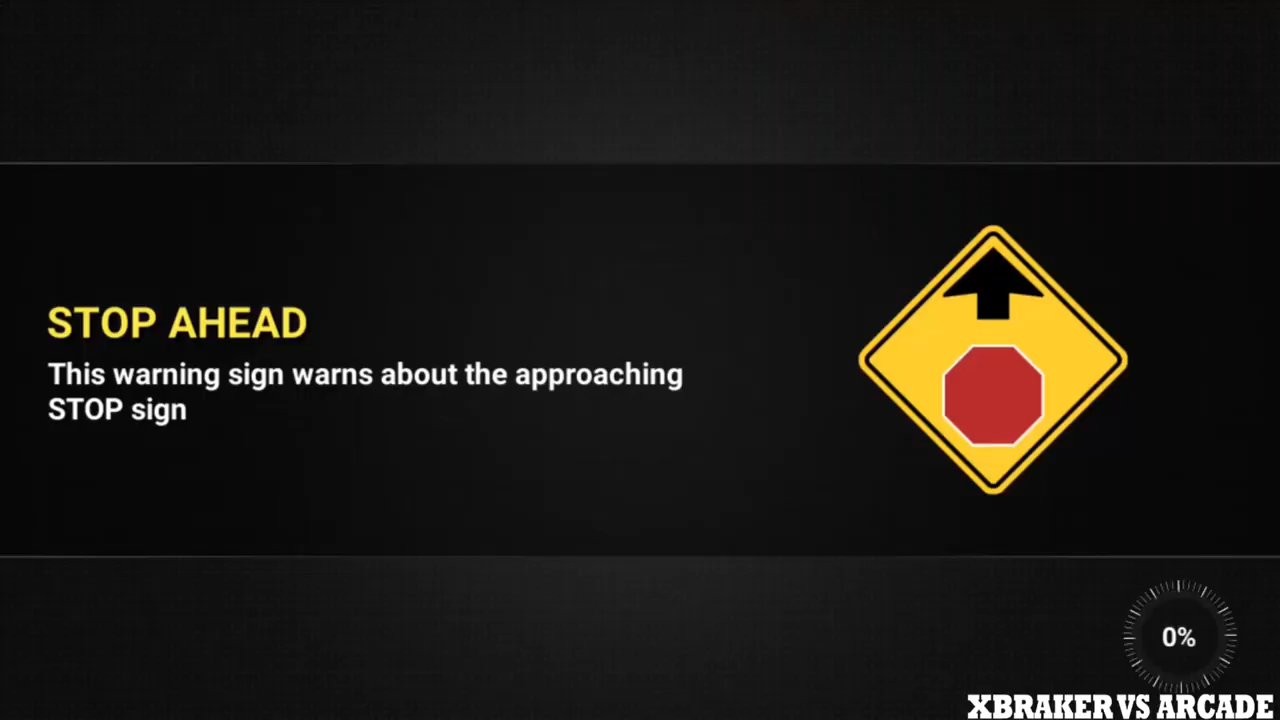 STOP AHEAD
This warning sign warns about the approaching
STOP sign
0%
XBRAKER VS ARCADE